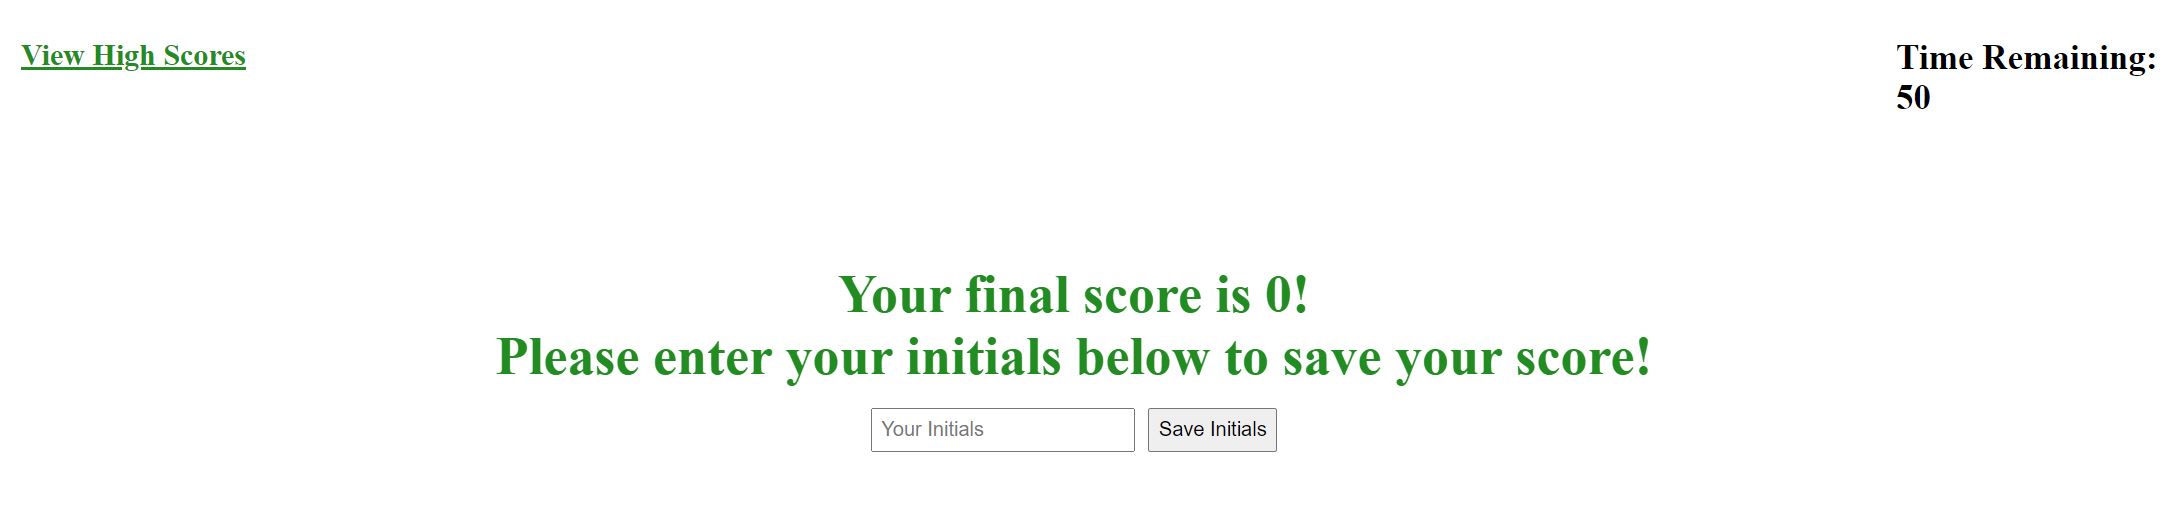 View High Scores
Time Remaining:
50
Your final score is 0!
Please enter your initials below to save your score!
Your Initials
Save Initials